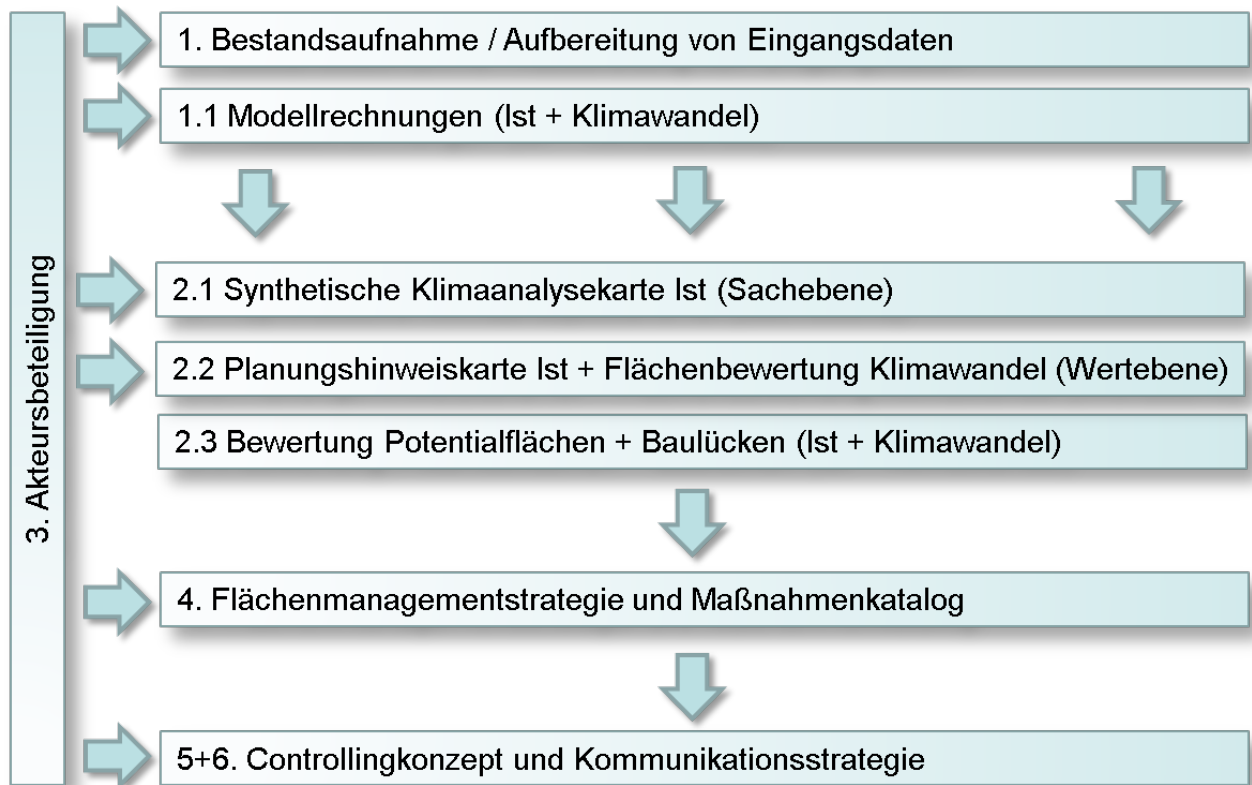 3. Akteursbeteiligung
1. Bestandsaufnahme / Aufbereitung von Eingangsdaten
1.1 Modellrechnungen (Ist + Klimawandel)
2.1 Synthetische Klimaanalysekarte Ist (Sachebene)
2.2 Planungshinweiskarte Ist + Flächenbewertung Klimawandel (Wertebene)
2.3 Bewertung Potentialflächen + Baulücken (Ist + Klimawandel)
4. Flächenmanagementstrategie und Maßnahmenkatalog
5+6. Controllingkonzept und Kommunikationsstrategie